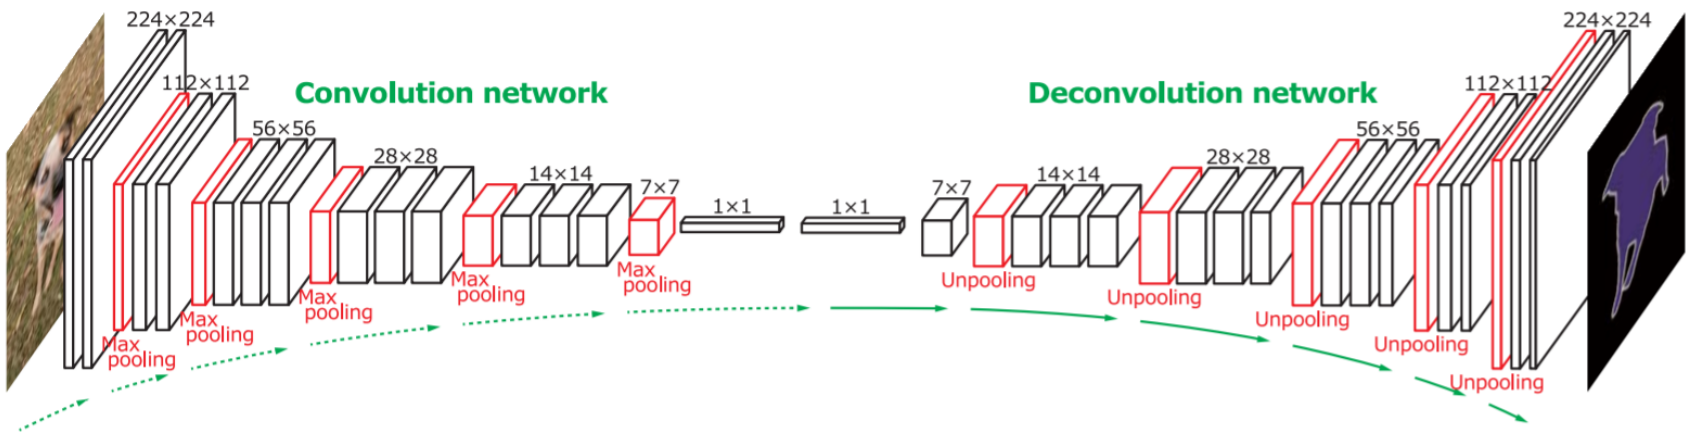 224×224
112×112
Convolution network
56×56
28×28
14×14
7×7
1×1
1×1
7×7
14×14
28×28
56×56
Deconvolution network
112×112
224×224
Max
pooling
Max
pooling
Max
pooling
Max
pooling
Max
pooling
Unpooling
Unpooling
Unpooling
Unpooling
Unpooling